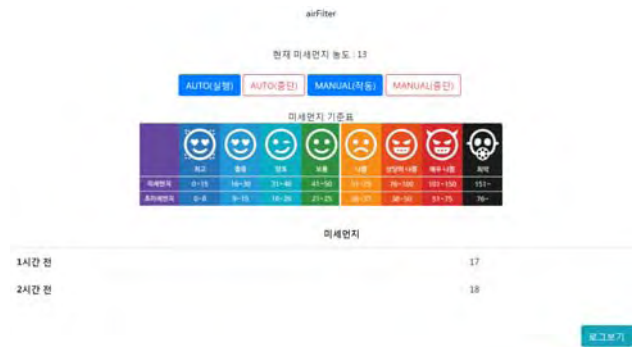 airFilter
현재 미세먼지 농도 : 13
AUTO(실행) AUTO(중단) MANUAL(작동) MANUAL(중단)
미세먼지 기준표
최고 좋음 양호 보통 나쁨 상당히 나쁨 매우 나쁨 최악
미세먼지 0~15 16~30 31~40 41~50 51~75 76~100 101~150 151~
초미세먼지 0~8 9~15 16~20 21~25 26~37 38~50 51~75 76~
미세먼지
1시간 전 17
2시간 전 18
로그보기